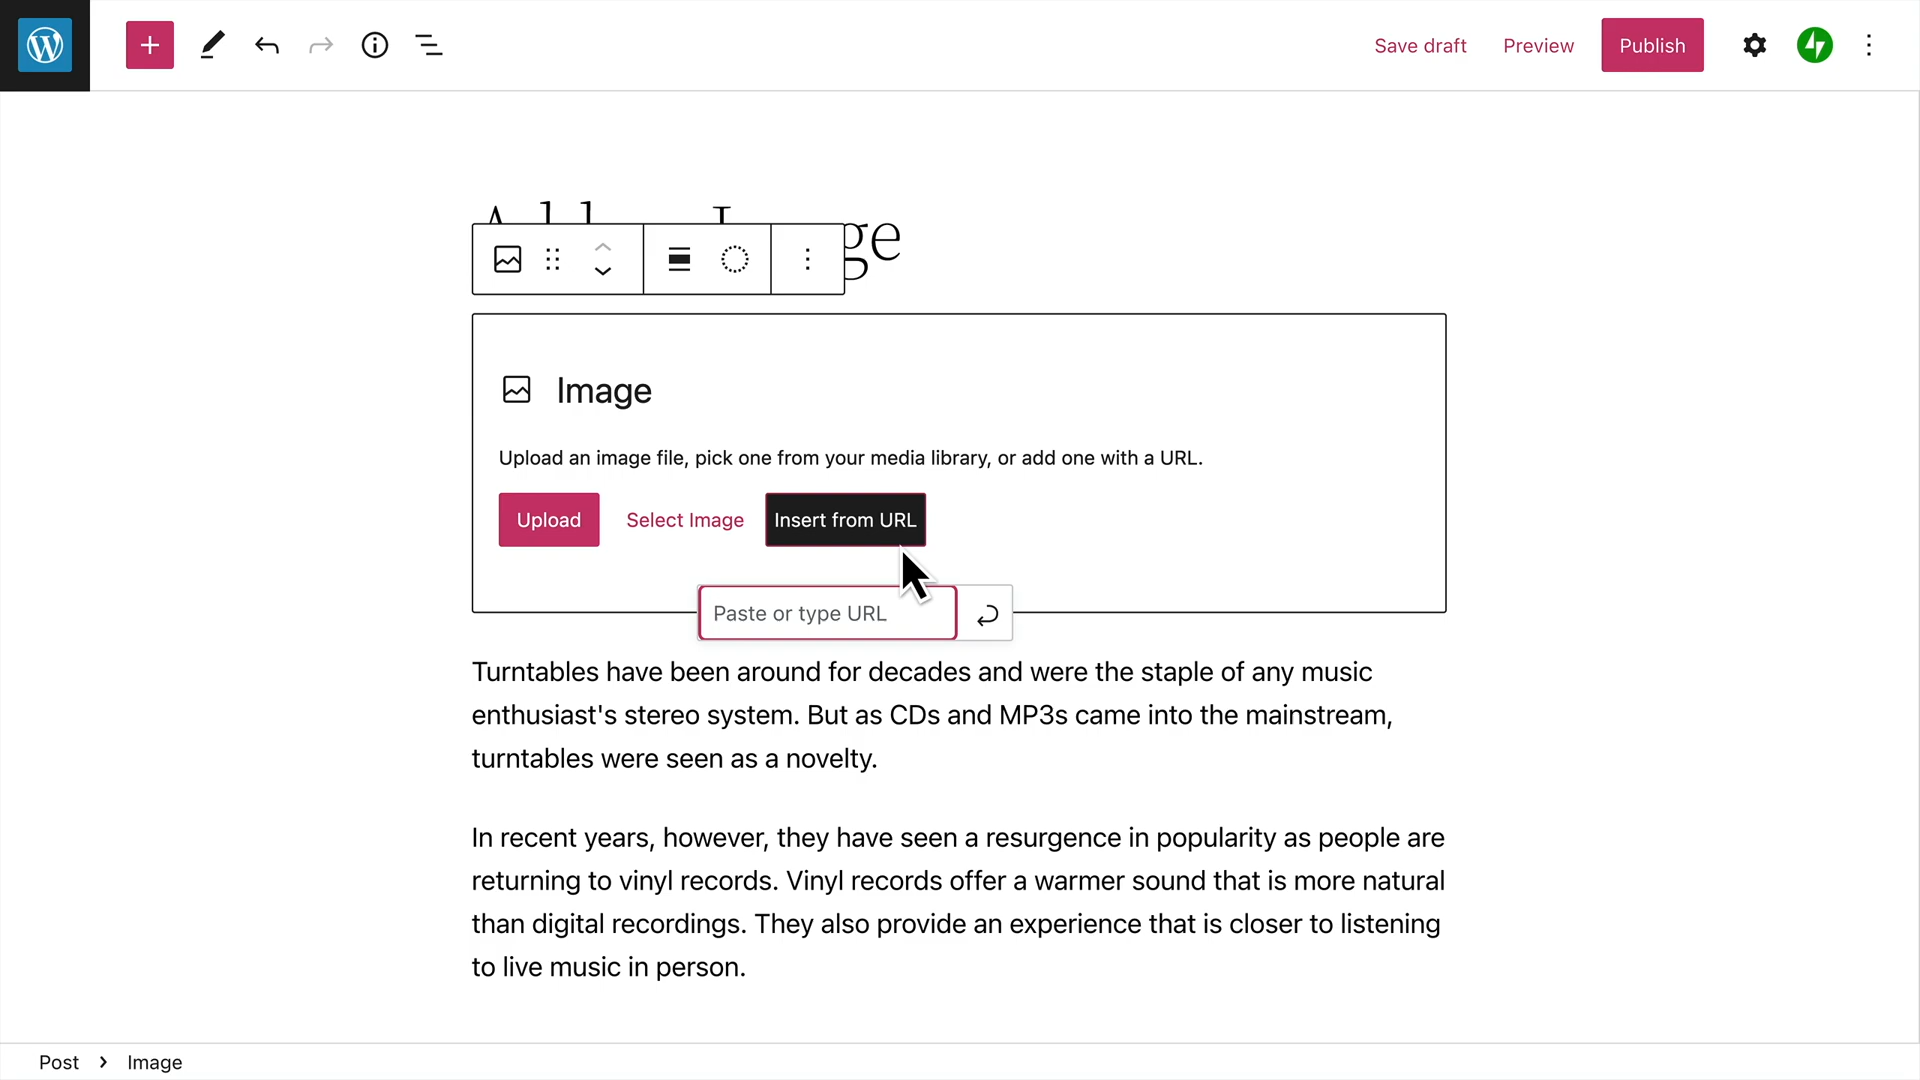 Save draft Preview Publish
ge
Image
Upload an image file, pick one from your media library, or add one with a URL.
Upload Select Image Insert from URL
Paste or type URL
Turntables have been around for decades and were the staple of any music
enthusiast's stereo system. But as CDs and MP3s came into the mainstream,
turntables were seen as a novelty.
In recent years, however, they have seen a resurgence in popularity as people are
returning to vinyl records. Vinyl records offer a warmer sound that is more natural
than digital recordings. They also provide an experience that is closer to listening
to live music in person.
Post > Image